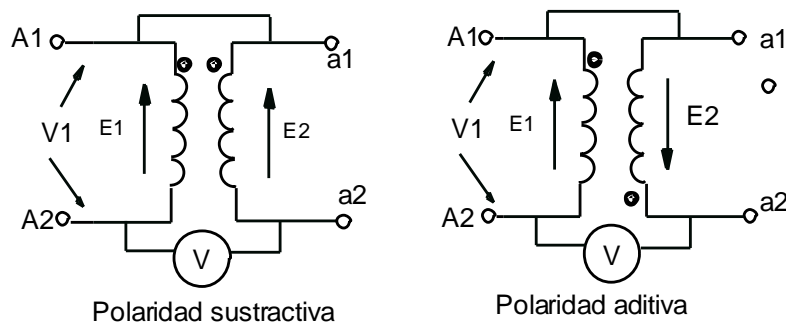 A1
a1
V1
E1
E2
A2
a2
V
Polaridad sustractiva
A1
a1
V1
E1
E2
A2
a2
V
Polaridad aditiva